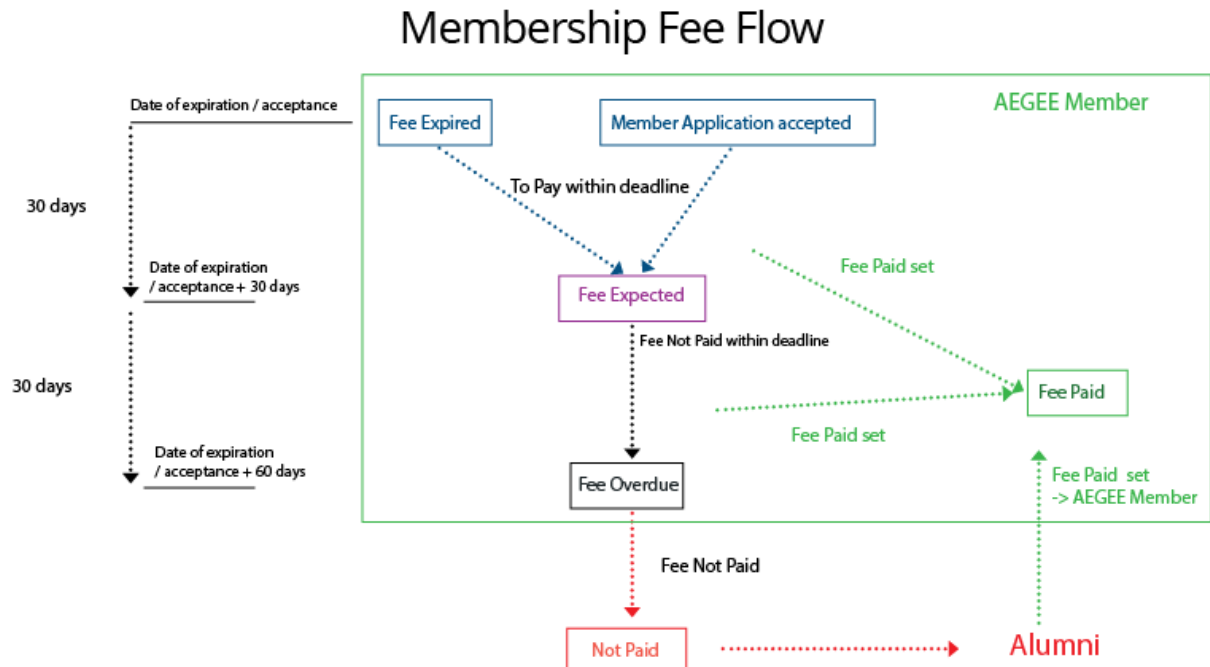 Membership Fee Flow
Date of expiration / acceptance
AEGEE Member
Fee Expired
Member Application accepted
To Pay within deadline
30 days
Date of expiration
/ acceptance + 30 days
Fee Expected
Fee Paid set
Fee Not Paid within deadline
30 days
Fee Paid
Fee Paid set
Date of expiration
/ acceptance + 60 days
Fee Overdue
Fee Paid set
-> AEGEE Member
Fee Not Paid
Not Paid
Alumni